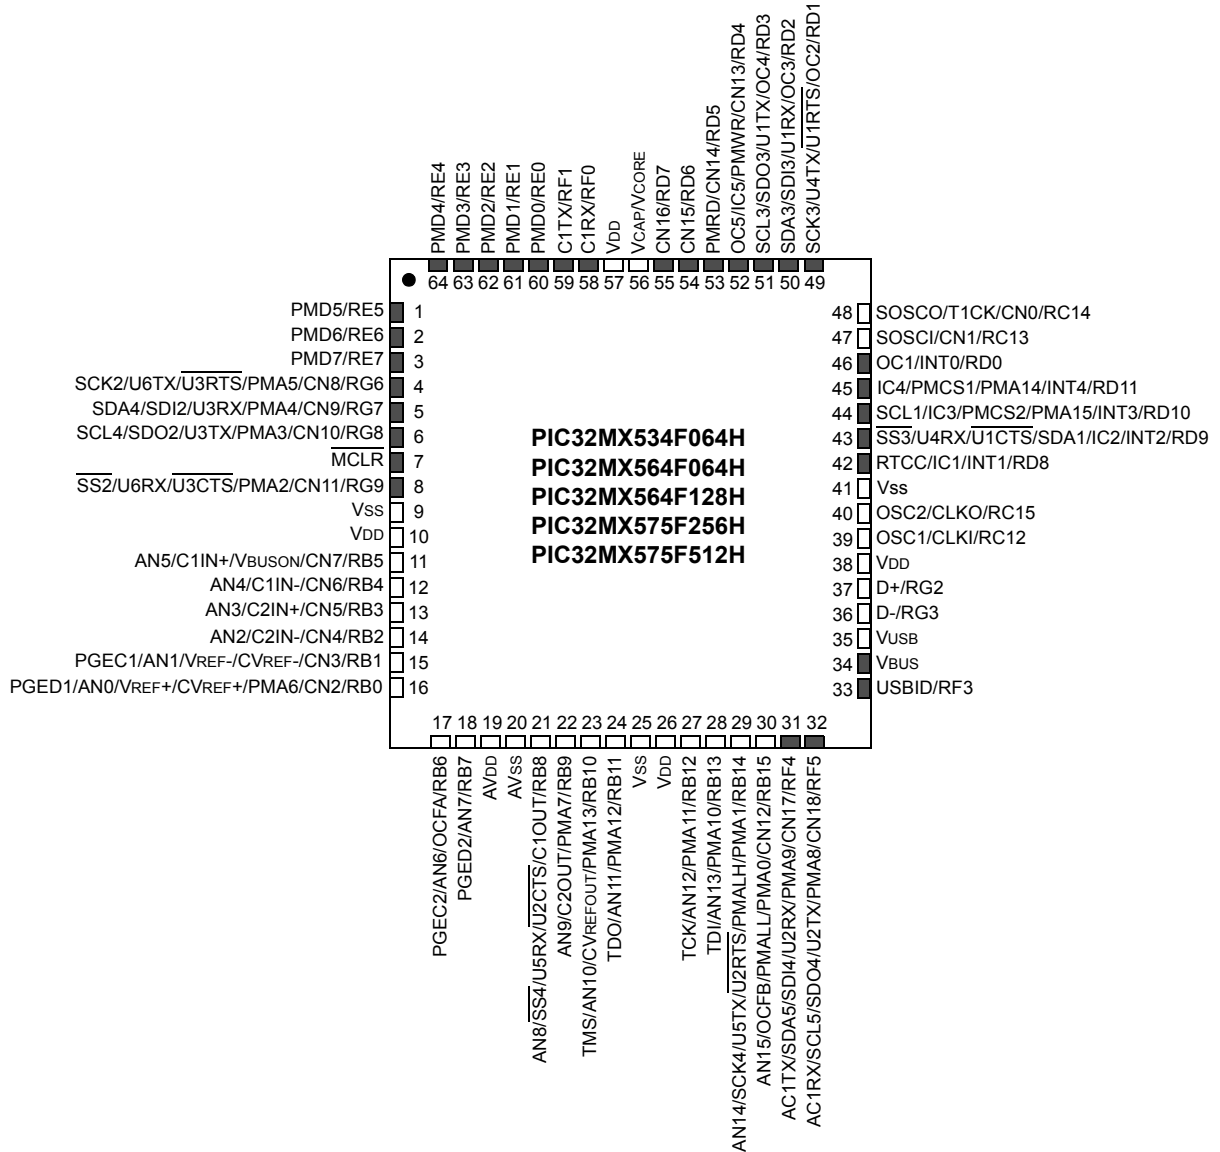 PMD4/RE4
PMD3/RE3
PMD2/RE2
PMD1/RE1
PMD0/RE0
C1TX/RF1
C1RX/RF0
VDD
VCAP/VCORE
CN16/RD7
CN15/RD6
PMRD/CN14/RD5
OC5/IC5/PMWR/CN13/RD4
SCL3/SDO3/U1TX/OC4/RD3
SDA3/SDI3/U1RX/OC3/RD2
SCK3/U4TX/U1RTS/OC2/RD1
64 63 62 61 60 59 58 57 56 55 54 53 52 51 50 49
PMD5/RE5 1
PMD6/RE6 2
PMD7/RE7 3
SCK2/U6TX/U3RTS/PMA5/CN8/RG6 4
SDA4/SDI2/U3RX/PMA4/CN9/RG7 5
SCL4/SDO2/U3TX/PMA3/CN10/RG8 6
MCLR 7
SS2/U6RX/U3CTS/PMA2/CN11/RG9 8
VSS 9
VDD 10
AN5/C1IN+/VBUSON/CN7/RB5 11
AN4/C1IN-/CN6/RB4 12
AN3/C2IN+/CN5/RB3 13
AN2/C2IN-/CN4/RB2 14
PGEC1/AN1/VREF-/CVREF-/CN3/RB1 15
PGED1/AN0/VREF+/CVREF+/PMA6/CN2/RB0 16
PIC32MX534F064H
PIC32MX564F064H
PIC32MX564F128H
PIC32MX575F256H
PIC32MX575F512H
48 SOSCO/T1CK/CN0/RC14
47 SOSCI/CN1/RC13
46 OC1/INT0/RD0
45 IC4/PMCS1/PMA14/INT4/RD11
44 SCL1/IC3/PMCS2/PMA15/INT3/RD10
43 SS3/U4RX/U1CTS/SDA1/IC2/INT2/RD9
42 RTCC/IC1/INT1/RD8
41 Vss
40 OSC2/CLKO/RC15
39 OSC1/CLKI/RC12
38 VDD
37 D+/RG2
36 D-/RG3
35 VUSB
34 VBUS
33 USBID/RF3
17 18 19 20 21 22 23 24 25 26 27 28 29 30 31 32
PGEC2/AN6/OCFA/RB6
PGED2/AN7/RB7
AVDD
AVSS
AN8/SS4/U5RX/U2CTS/C1OUT/RB8
AN9/C2OUT/PMA7/RB9
TMS/AN10/CVREFOUT/PMA13/RB10
TDO/AN11/PMA12/RB11
VSS
VDD
TCK/AN12/PMA11/RB12
TDI/AN13/PMA10/RB13
AN14/SCK4/U5TX/U2RTS/PMALH/PMA1/RB14
AN15/OCFB/PMALL/PMA0/CN12/RB15
AC1TX/SDA5/SDI4/U2RX/PMA9/CN17/RF4
AC1RX/SCL5/SDO4/U2TX/PMA8/CN18/RF5